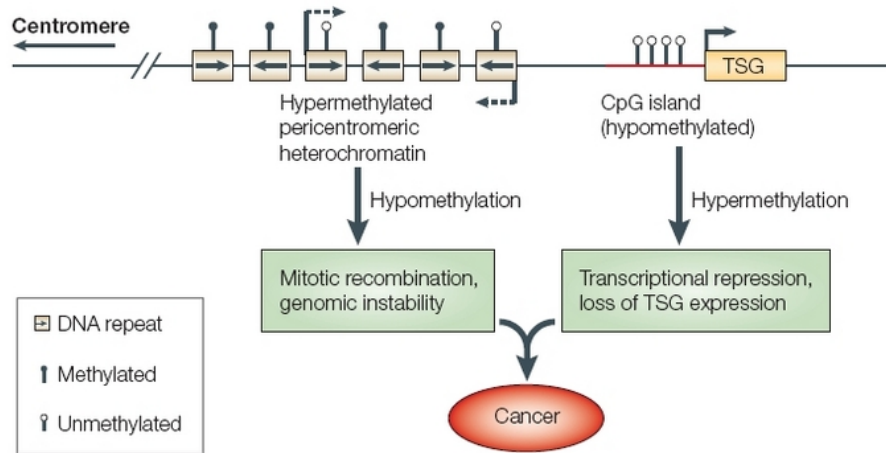 Centromere
TSG
Hypermethylated
pericentromeric
heterochromatin
CpG island
(hypomethylated)
Hypomethylation
Hypermethylation
Mitotic recombination,
genomic instability
Transcriptional repression,
loss of TSG expression
DNA repeat
Methylated
Unmethylated
Cancer